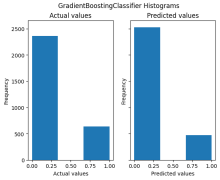 GradientBoostingClassifier Histograms
Actual values
Predicted values
Frequency
2500
2000
1500
1000
500
0
0.00 0.25 0.50 0.75 1.00
Actual values
Frequency
0.00 0.25 0.50 0.75 1.00
Predicted values